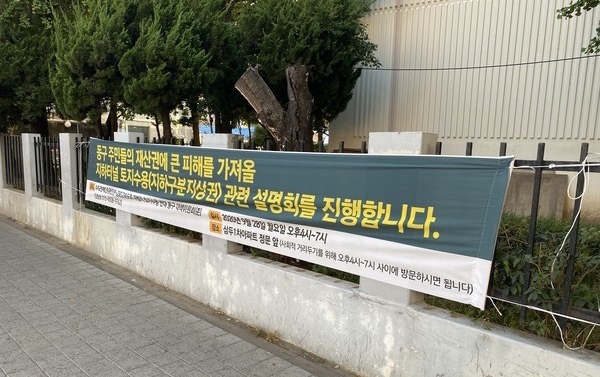 동구 주민들의 재산권에 큰 피해를 가져올
지하터널 토지수용(지하구분지상권) 관련 설명회를 진행합니다.
일시: 2020년 9월 28일 월요일 오후4시~7시
장소: 삼두1차아파트 정문 앞 (사회적 거리두기를 위해 오후4시~7시 사이에 방문하시면 됩니다)